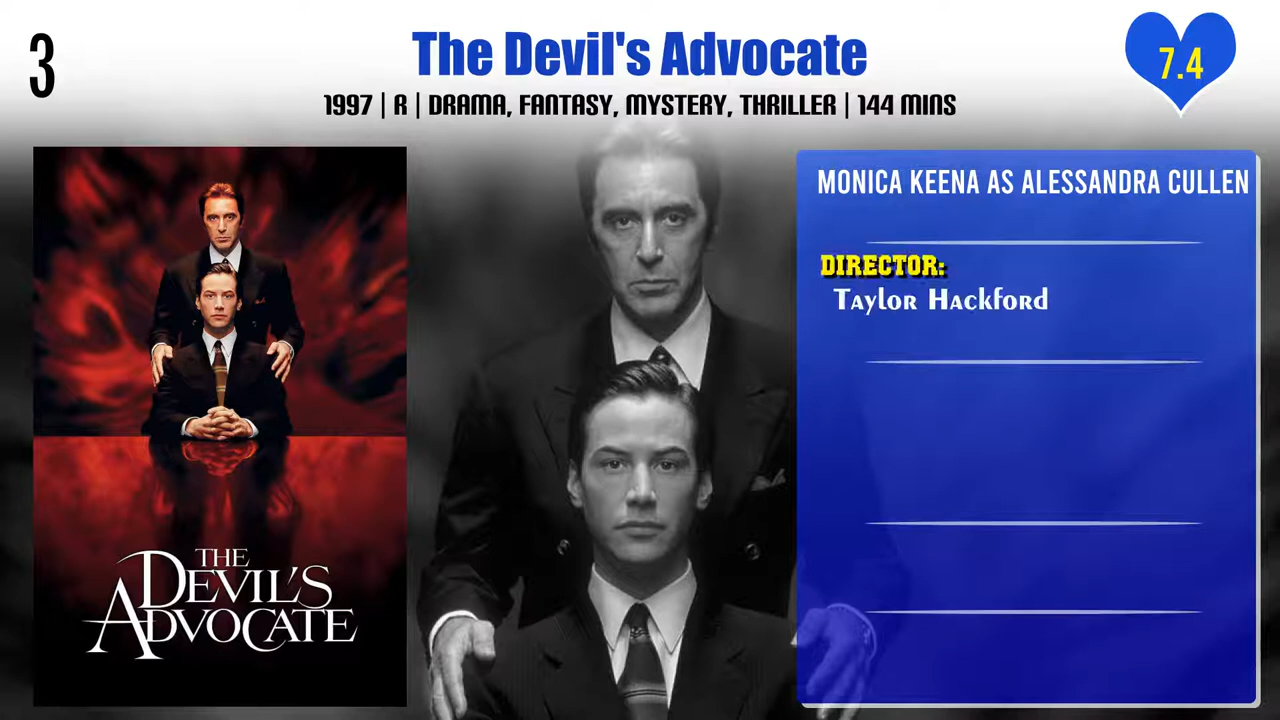 3
The Devil's Advocate
7.4
1997 | R | DRAMA, FANTASY, MYSTERY, THRILLER | 144 MINS
MONICA KEENA AS ALESSANDRA CULLEN
DIRECTOR:
Taylor Hackford
THE
DEVIL'S
ADVOCATE